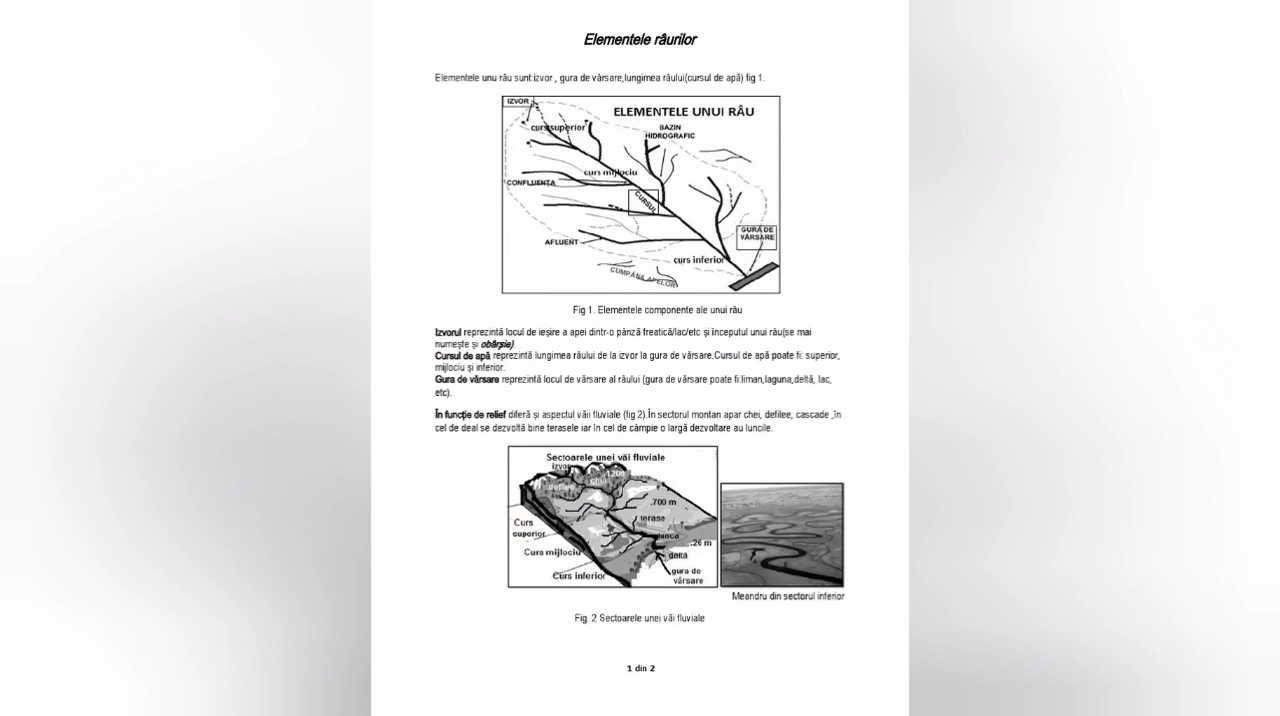 Elementele râurilor
Elementele unu râu sunt:izvor , gura de vărsare,lungimea râului(cursul de apă) fig 1.
IZVOR
ELEMENTELE UNUI RÂU
curs superior
BAZIN
HIDROGRAFIC
curs mijlociu
CONFLUENȚA
CURSUL
GURA DE
VĂRSARE
AFLUENT
curs inferior
CUMPĂNA APELOR
Fig 1. Elementele componente ale unui râu
Izvorul reprezintă locul de ieșire a apei dintr-o pânză freatică/lac/etc și începutul unui râu(se mai
numește și obârșie).
Cursul de apă reprezintă lungimea râului de la izvor la gura de vărsare.Cursul de apă poate fi: superior,
mijlociu și inferior.
Gura de vărsare reprezintă locul de vărsare al râului (gura de vărsare poate fi:liman,laguna,deltă, lac,
etc).
În funcție de relief diferă și aspectul văii fluviale (fig 2).În sectorul montan apar chei, defilee, cascade ,în
cel de deal se dezvoltă bine terasele iar în cel de câmpie o largă dezvoltare au luncile.
Sectoarele unei văi fluviale
izvor
defilee
.700 m
terase
Curs
superior
lunca
.26 m
Curs mijlociu
delta
gura de
vărsare
Curs inferior
Meandru din sectorul inferior
Fig. 2 Sectoarele unei văi fluviale
1 din 2